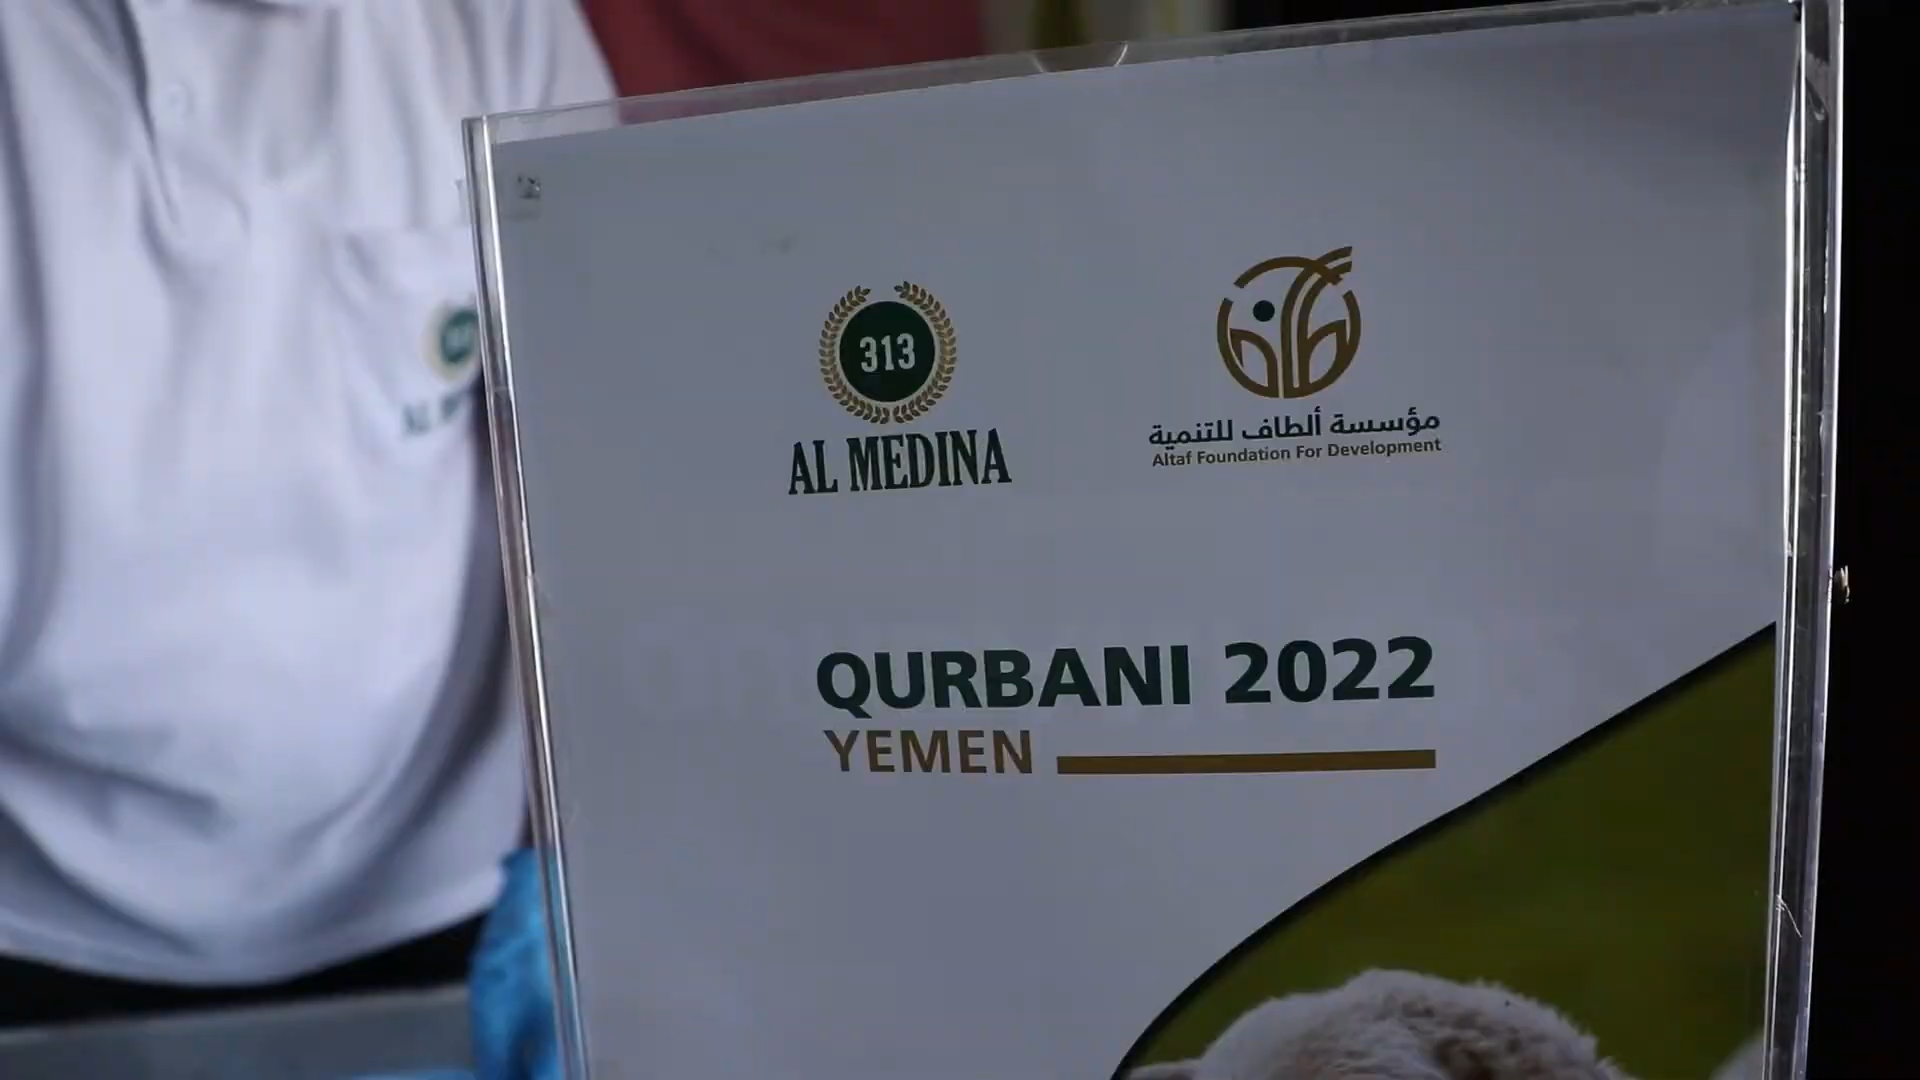 313
AL MEDINA
مؤسسة ألطاف للتنمية
Altaf Foundation For Development
QURBANI 2022
YEMEN